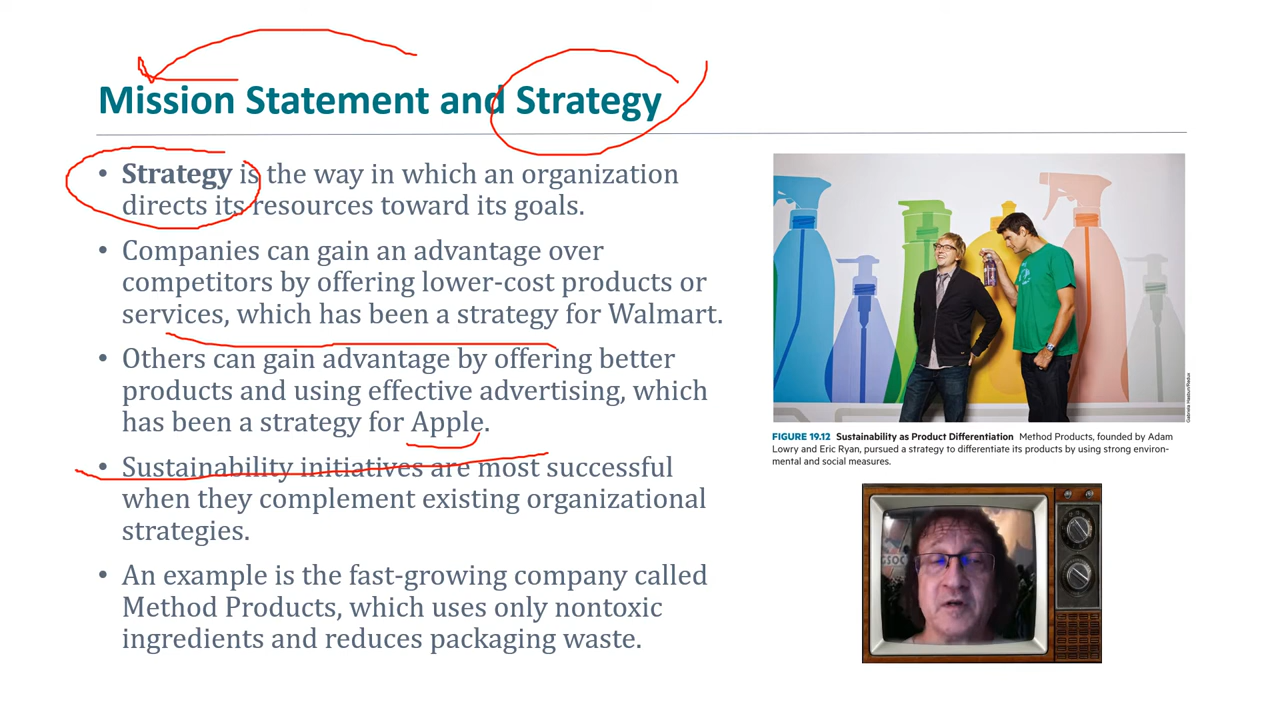 Mission Statement and Strategy
• Strategy is the way in which an organization
directs its resources toward its goals.
• Companies can gain an advantage over
competitors by offering lower-cost products or
services, which has been a strategy for Walmart.
• Others can gain advantage by offering better
products and using effective advertising, which
has been a strategy for Apple.
• Sustainability initiatives are most successful
when they complement existing organizational
strategies.
• An example is the fast-growing company called
Method Products, which uses only nontoxic
ingredients and reduces packaging waste.
FIGURE 19.12 Sustainability as Product Differentiation Method Products, founded by Adam
Lowry and Eric Ryan, pursued a strategy to differentiate its products by using strong environ-
mental and social measures.
GSOC